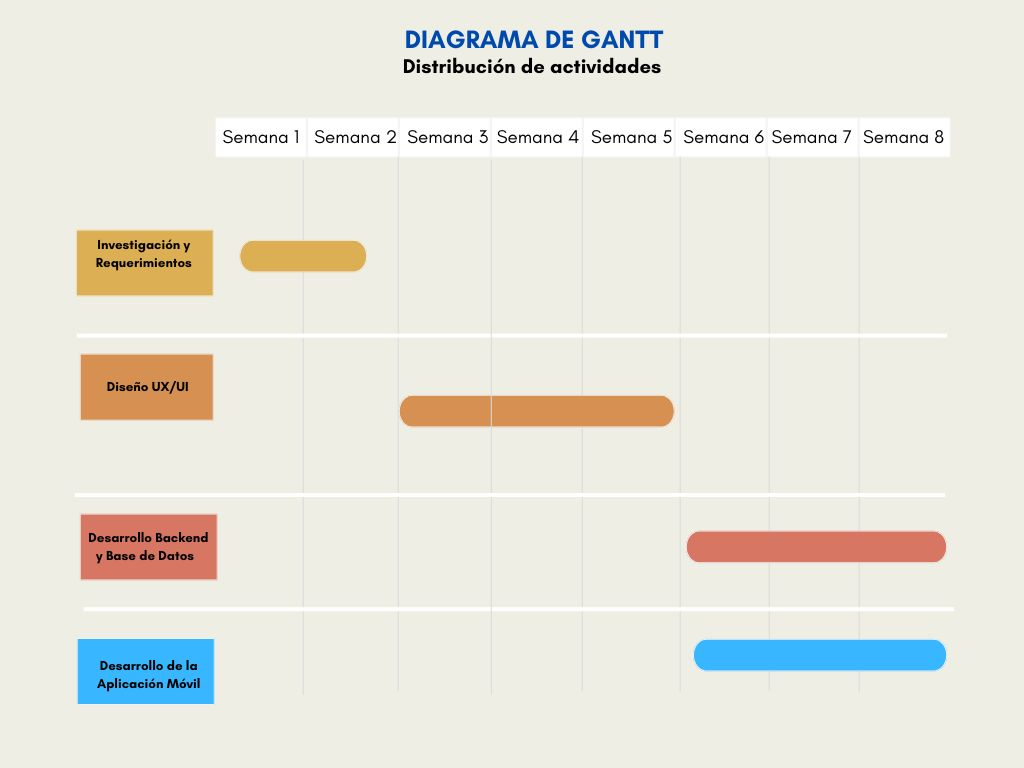 DIAGRAMA DE GANTT
Distribución de actividades
Semana 1 Semana 2 Semana 3 Semana 4 Semana 5 Semana 6 Semana 7 Semana 8
Investigación y
Requerimientos
Diseño UX/UI
Desarrollo Backend
y Base de Datos
Desarrollo de la
Aplicación Móvil